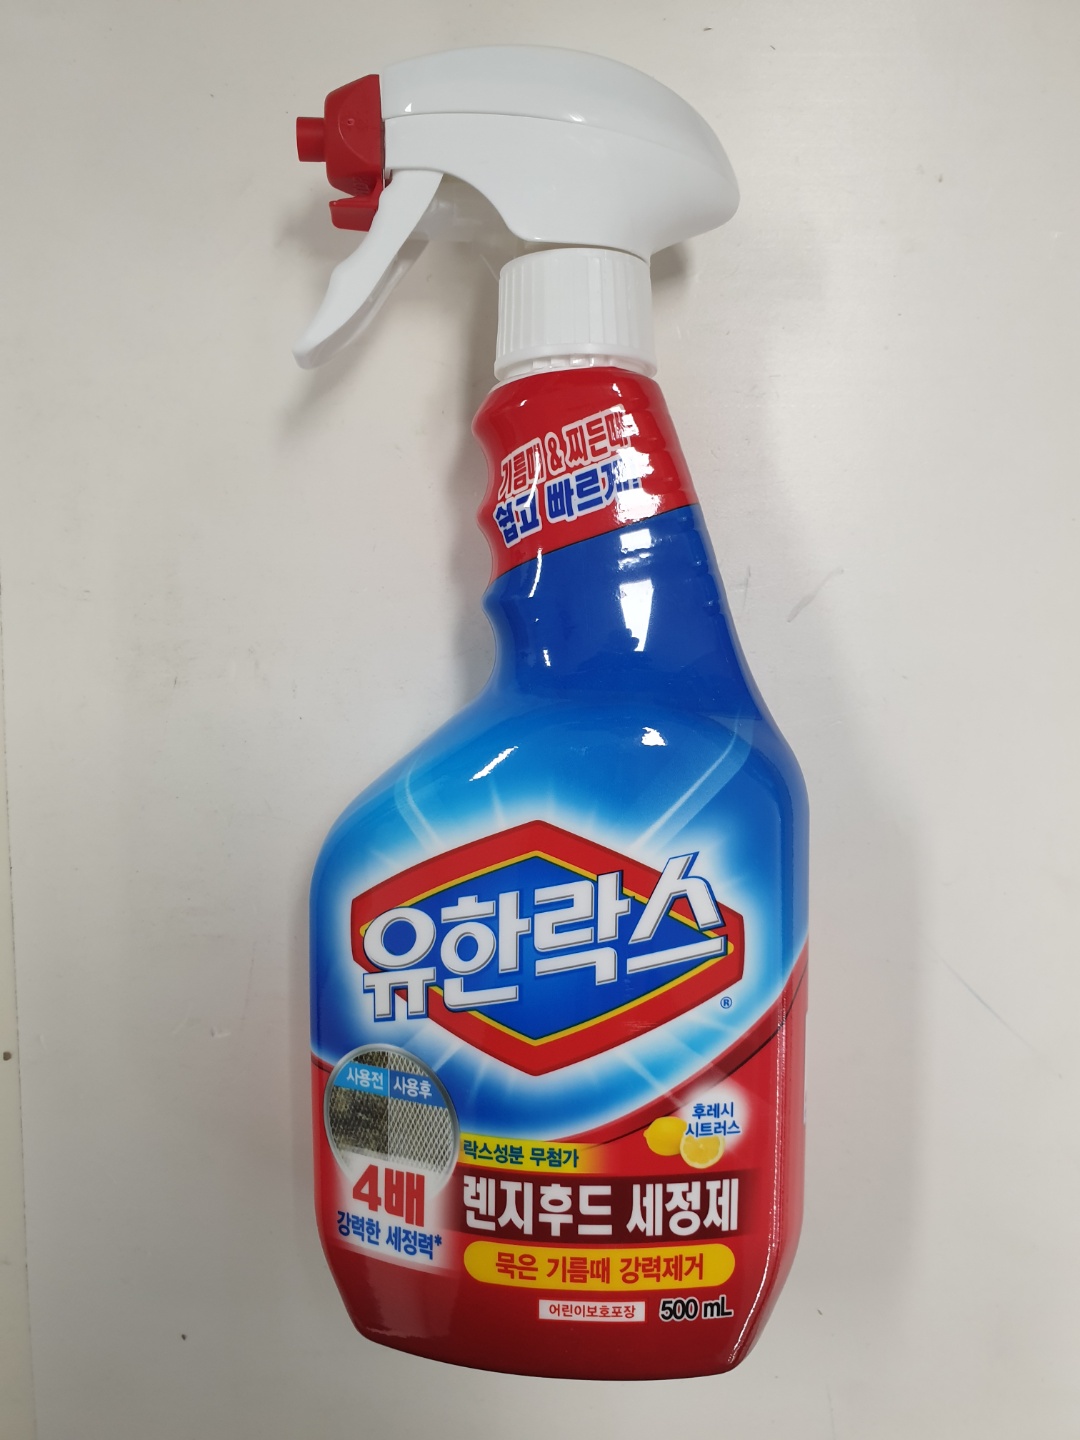 기름때 & 찌든때
쉽고 빠르게!
유한락스
®
사용전 사용후
후레시
시트러스
락스성분 무첨가
4배
강력한 세정력*
렌지후드 세정제
묵은 기름때 강력제거
어린이보호포장
500 mL